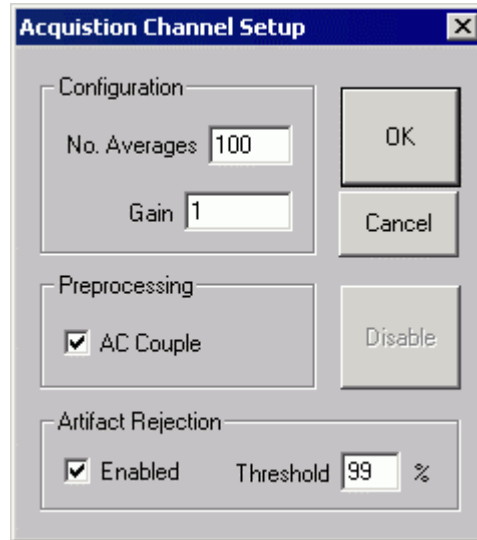 Acquistion Channel Setup
Configuration
No. Averages 100
Gain 1
OK
Cancel
Preprocessing
AC Couple
Disable
Artifact Rejection
Enabled Threshold 99 %